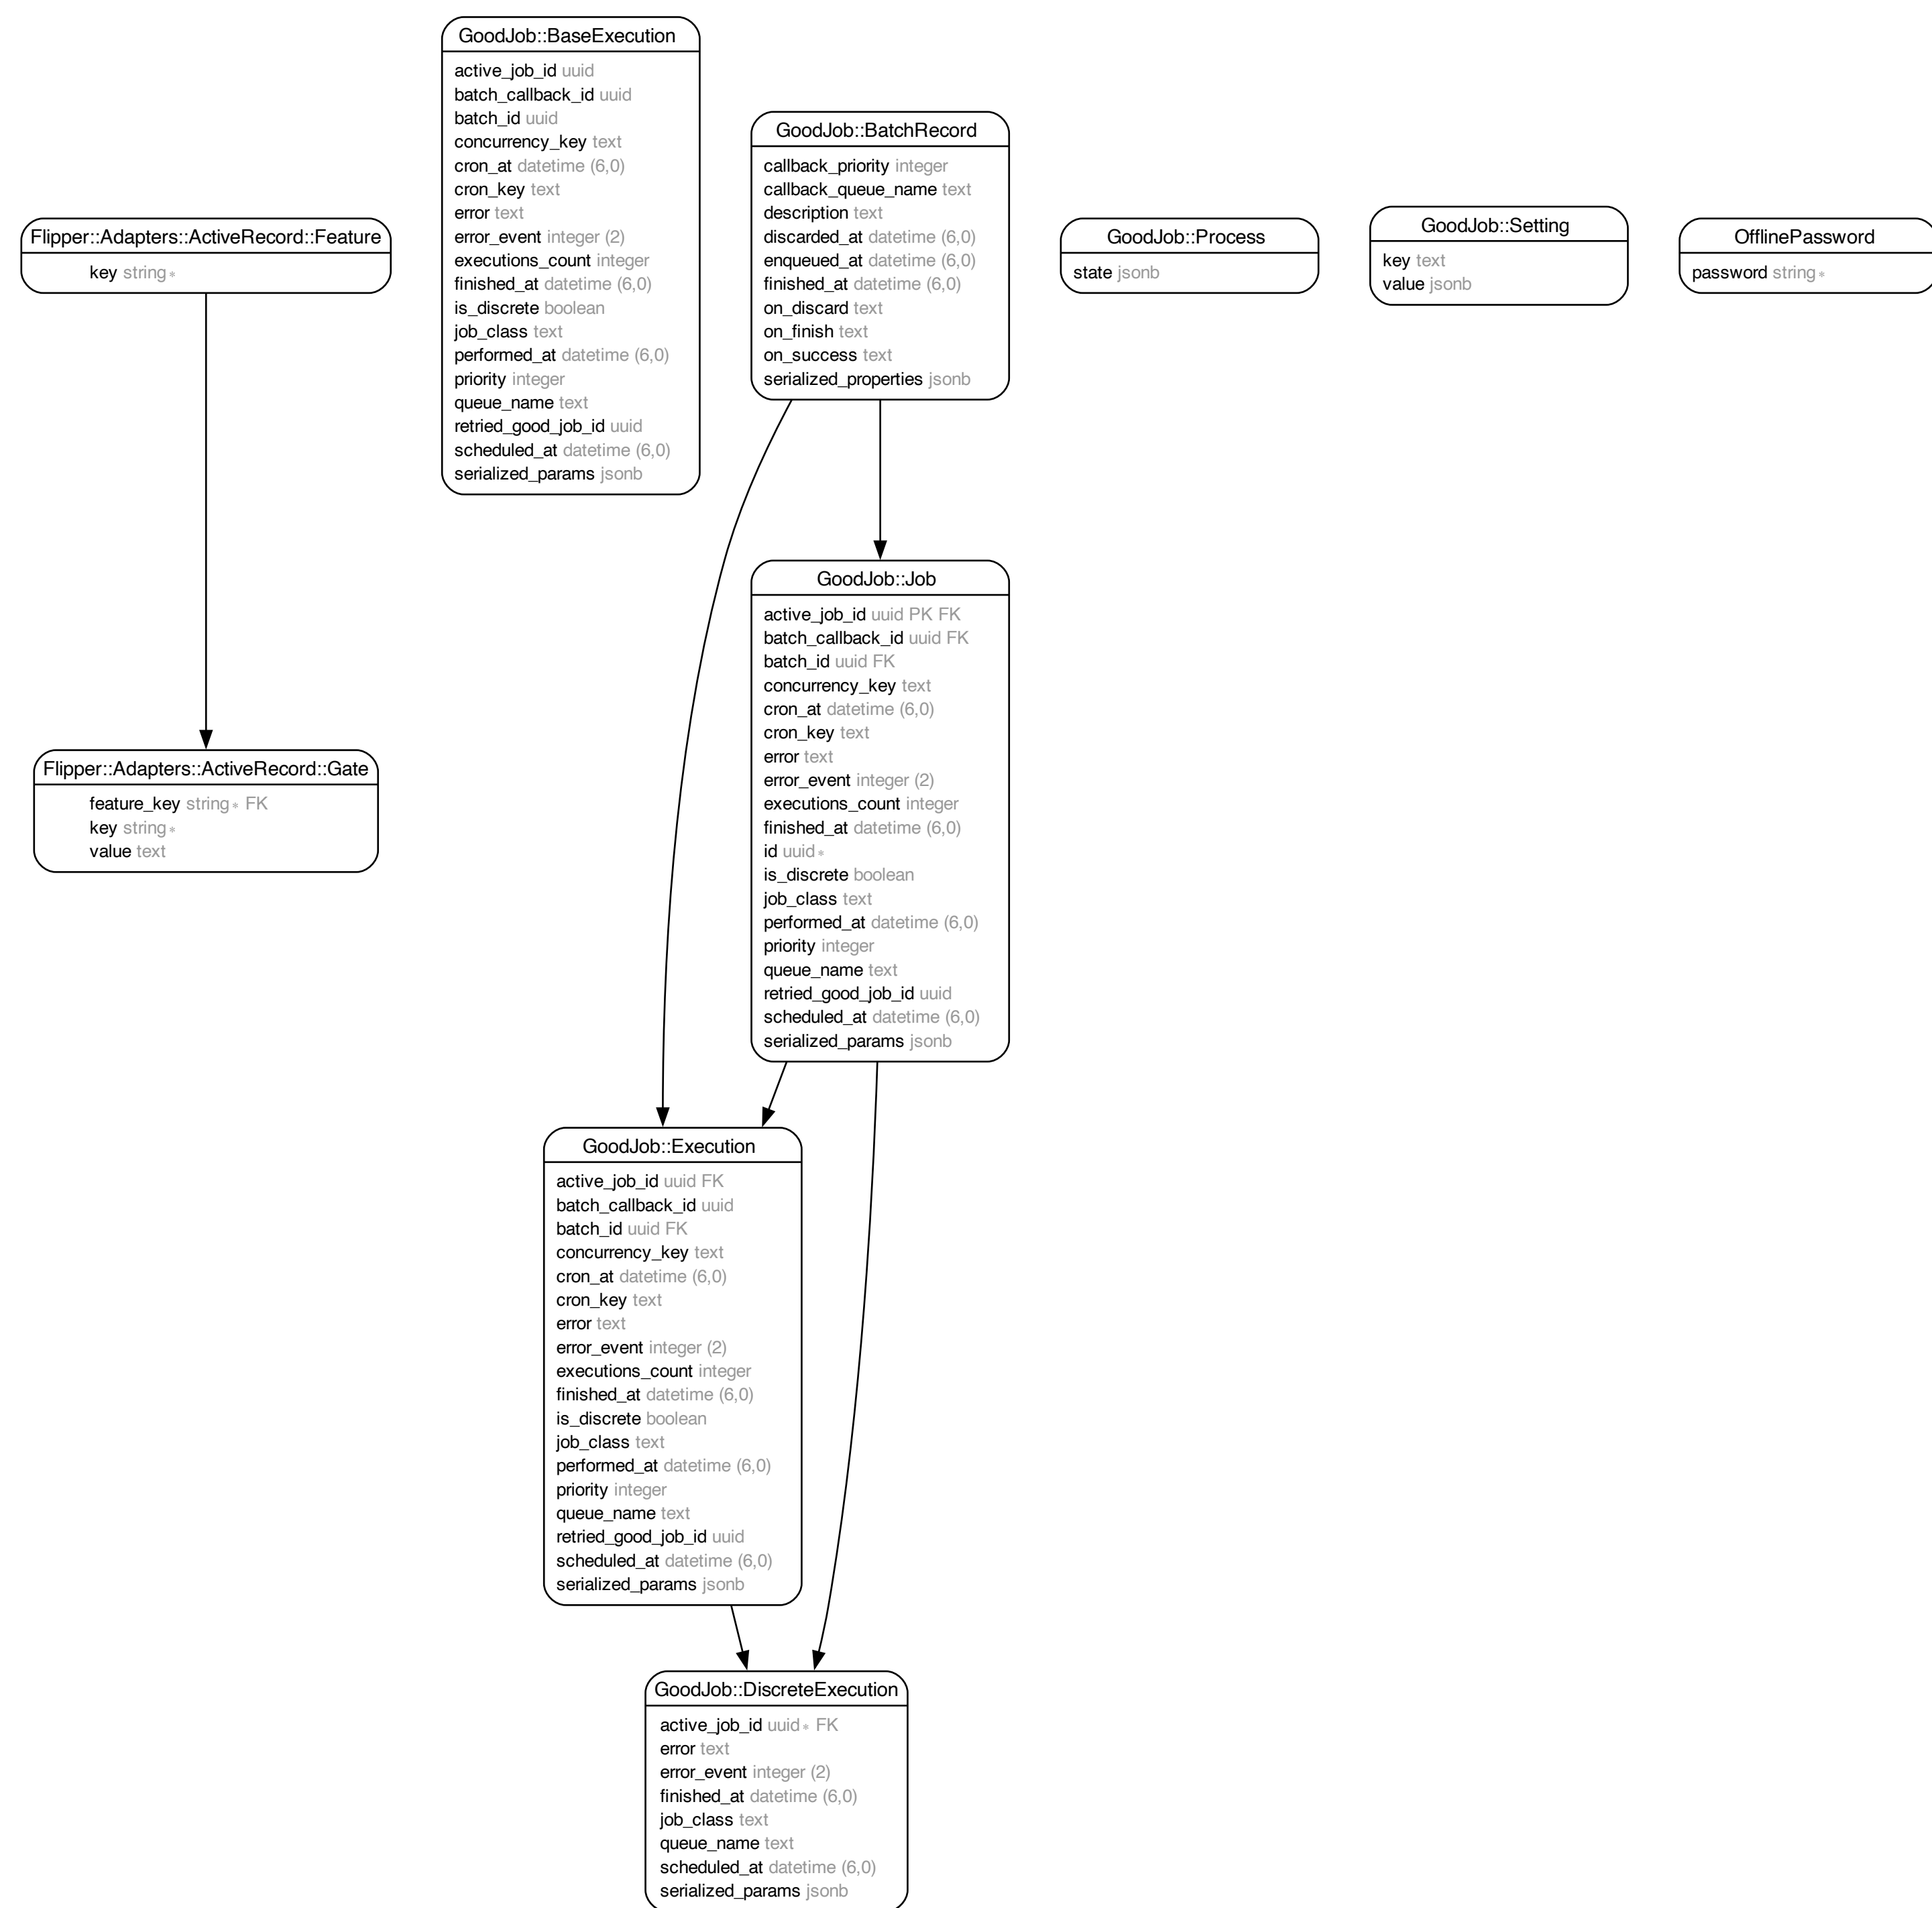 GoodJob::BaseExecution
active_job_id uuid
batch_callback_id uuid
batch_id uuid
concurrency_key text
cron_at datetime (6,0)
cron_key text
error text
error_event integer (2)
executions_count integer
finished_at datetime (6,0)
is_discrete boolean
job_class text
performed_at datetime (6,0)
priority integer
queue_name text
retried_good_job_id uuid
scheduled_at datetime (6,0)
serialized_params jsonb
GoodJob::BatchRecord
callback_priority integer
callback_queue_name text
description text
discarded_at datetime (6,0)
enqueued_at datetime (6,0)
finished_at datetime (6,0)
on_discard text
on_finish text
on_success text
serialized_properties jsonb
Flipper::Adapters::ActiveRecord::Feature
key string*
GoodJob::Process
state jsonb
GoodJob::Setting
key text
value jsonb
OfflinePassword
password string*
GoodJob::Job
active_job_id uuid PK FK
batch_callback_id uuid FK
batch_id uuid FK
concurrency_key text
cron_at datetime (6,0)
cron_key text
error text
error_event integer (2)
executions_count integer
finished_at datetime (6,0)
id uuid*
is_discrete boolean
job_class text
performed_at datetime (6,0)
priority integer
queue_name text
retried_good_job_id uuid
scheduled_at datetime (6,0)
serialized_params jsonb
Flipper::Adapters::ActiveRecord::Gate
feature_key string* FK
key string*
value text
GoodJob::Execution
active_job_id uuid FK
batch_callback_id uuid
batch_id uuid FK
concurrency_key text
cron_at datetime (6,0)
cron_key text
error text
error_event integer (2)
executions_count integer
finished_at datetime (6,0)
is_discrete boolean
job_class text
performed_at datetime (6,0)
priority integer
queue_name text
retried_good_job_id uuid
scheduled_at datetime (6,0)
serialized_params jsonb
GoodJob::DiscreteExecution
active_job_id uuid* FK
error text
error_event integer (2)
finished_at datetime (6,0)
job_class text
queue_name text
scheduled_at datetime (6,0)
serialized_params jsonb